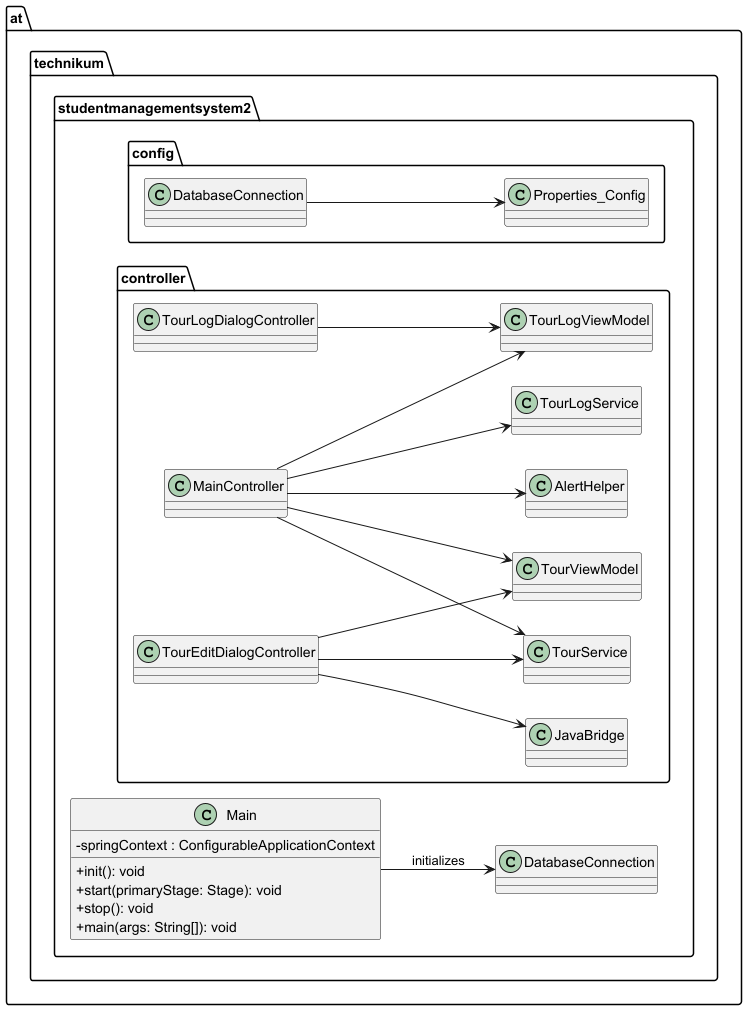 at
technikum
studentmanagementsystem2
config
C DatabaseConnection
C Properties_Config
controller
C TourLogDialogController
C TourLogViewModel
C TourLogService
C MainController
C AlertHelper
C TourViewModel
C TourEditDialogController
C TourService
C JavaBridge
C Main
-springContext : ConfigurableApplicationContext
+init(): void
+start(primaryStage: Stage): void
+stop(): void
+main(args: String[]): void
initializes
C DatabaseConnection